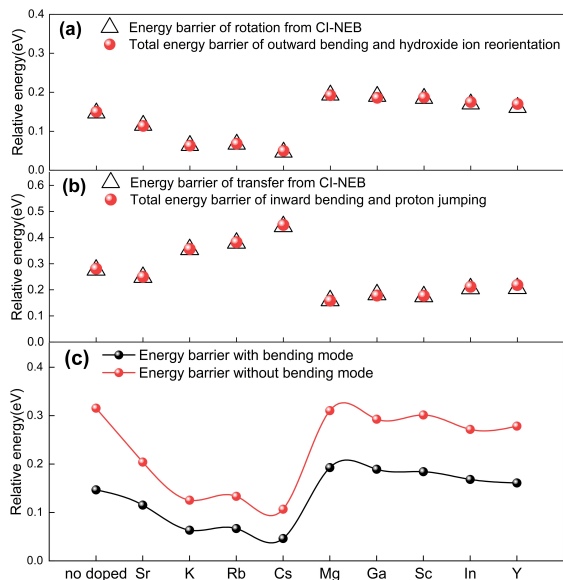 (a)
Energy barrier of rotation from CI-NEB
Total energy barrier of outward bending and hydroxide ion reorientation
Relative energy(eV)
0.4
0.3
0.2
0.1
0.0
(b)
Energy barrier of transfer from CI-NEB
Total energy barrier of inward bending and proton jumping
Relative energy(eV)
0.6
0.5
0.4
0.3
0.2
0.1
0.0
(c)
Energy barrier with bending mode
Energy barrier without bending mode
Relative energy(eV)
0.4
0.3
0.2
0.1
0.0
no doped Sr K Rb Cs Mg Ga Sc In Y